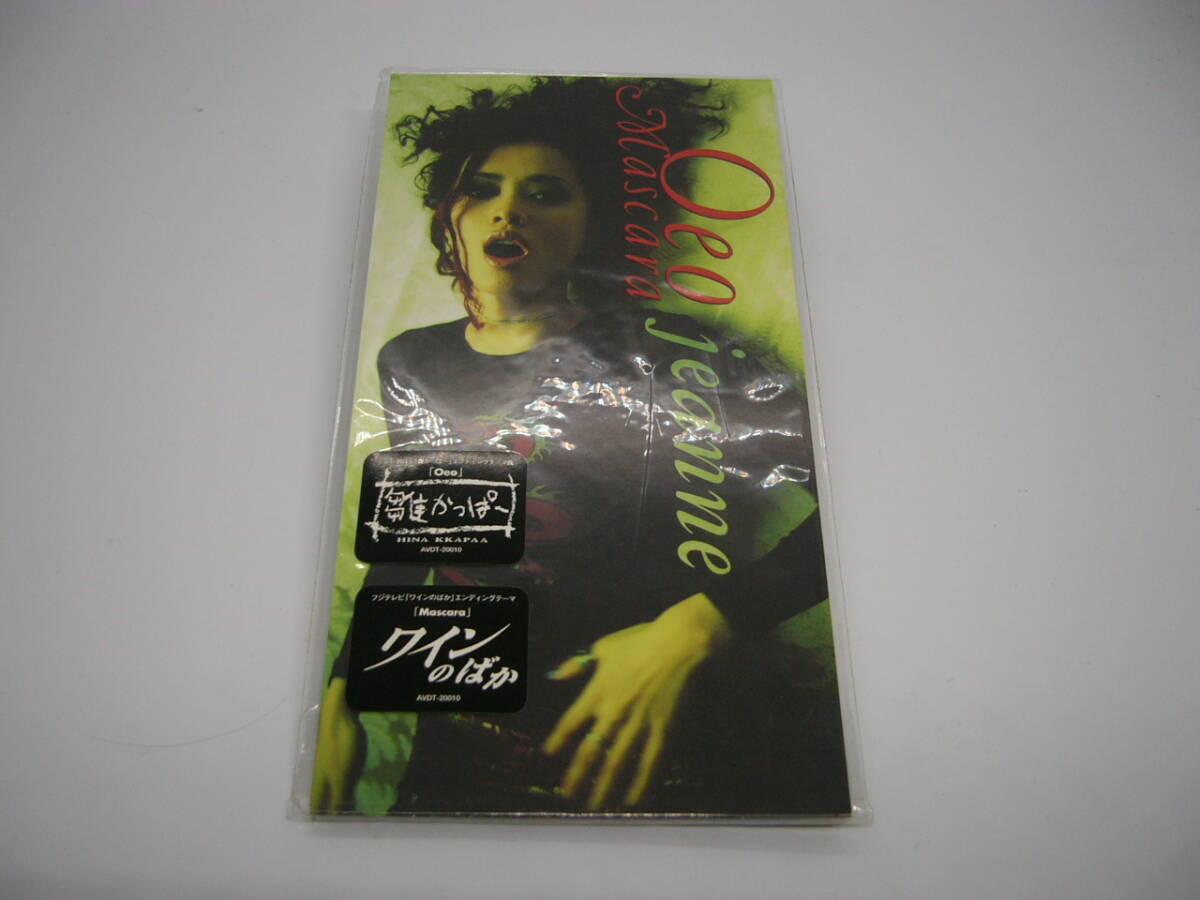 Oeo
Mascara
jeanne
「Oeo」
雛かっぱ〜
HINA KKAPAA
AVDT-20010
フジテレビ「ワインのばか」エンディングテーマ
「Mascara」
ワイン
のばか
AVDT-20010